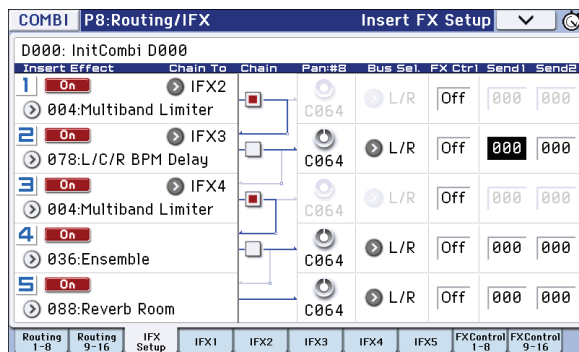 COMBI P8:Routing/IFX Insert FX Setup
D000: InitCombi D000
Insert Effect Chain To Chain Pan:#8 Bus Sel. FX Ctrl Send1 Send2
1 On IFX2
004:Multiband Limiter C064 L/R Off 000 000
2 On IFX3
078:L/C/R BPM Delay C064 L/R Off 000 000
3 On IFX4
004:Multiband Limiter C064 L/R Off 000 000
4 On
036:Ensemble C064 L/R Off 000 000
5 On
088:Reverb Room C064 L/R Off 000 000
Routing 1-8 Routing 9-16 IFX Setup IFX1 IFX2 IFX3 IFX4 IFX5 FXControl 1-8 FXControl 9-16